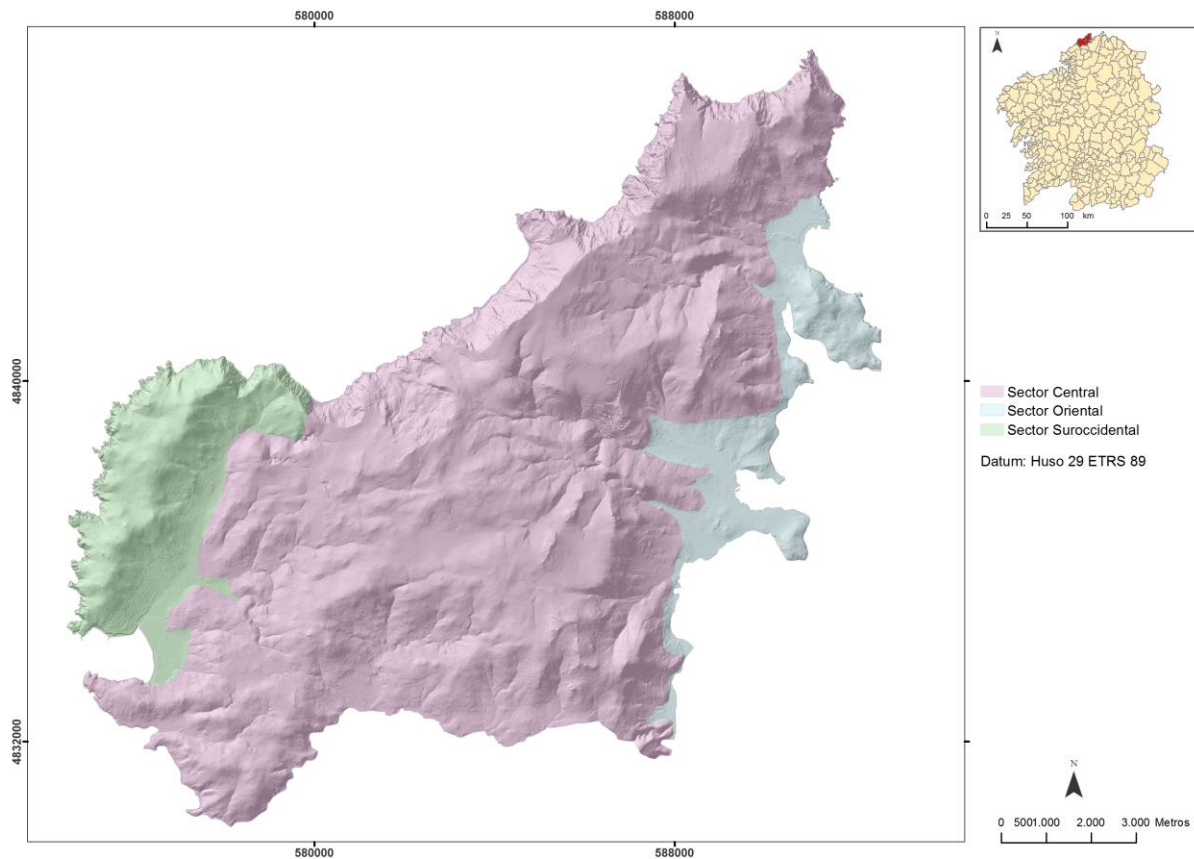 580000
588000
N
0 25 50 100 km
4840000
4832000
Sector Central
Sector Oriental
Sector Suroccidental
Datum: Huso 29 ETRS 89
N
0 5001.000 2.000 3.000 Metros
580000
588000